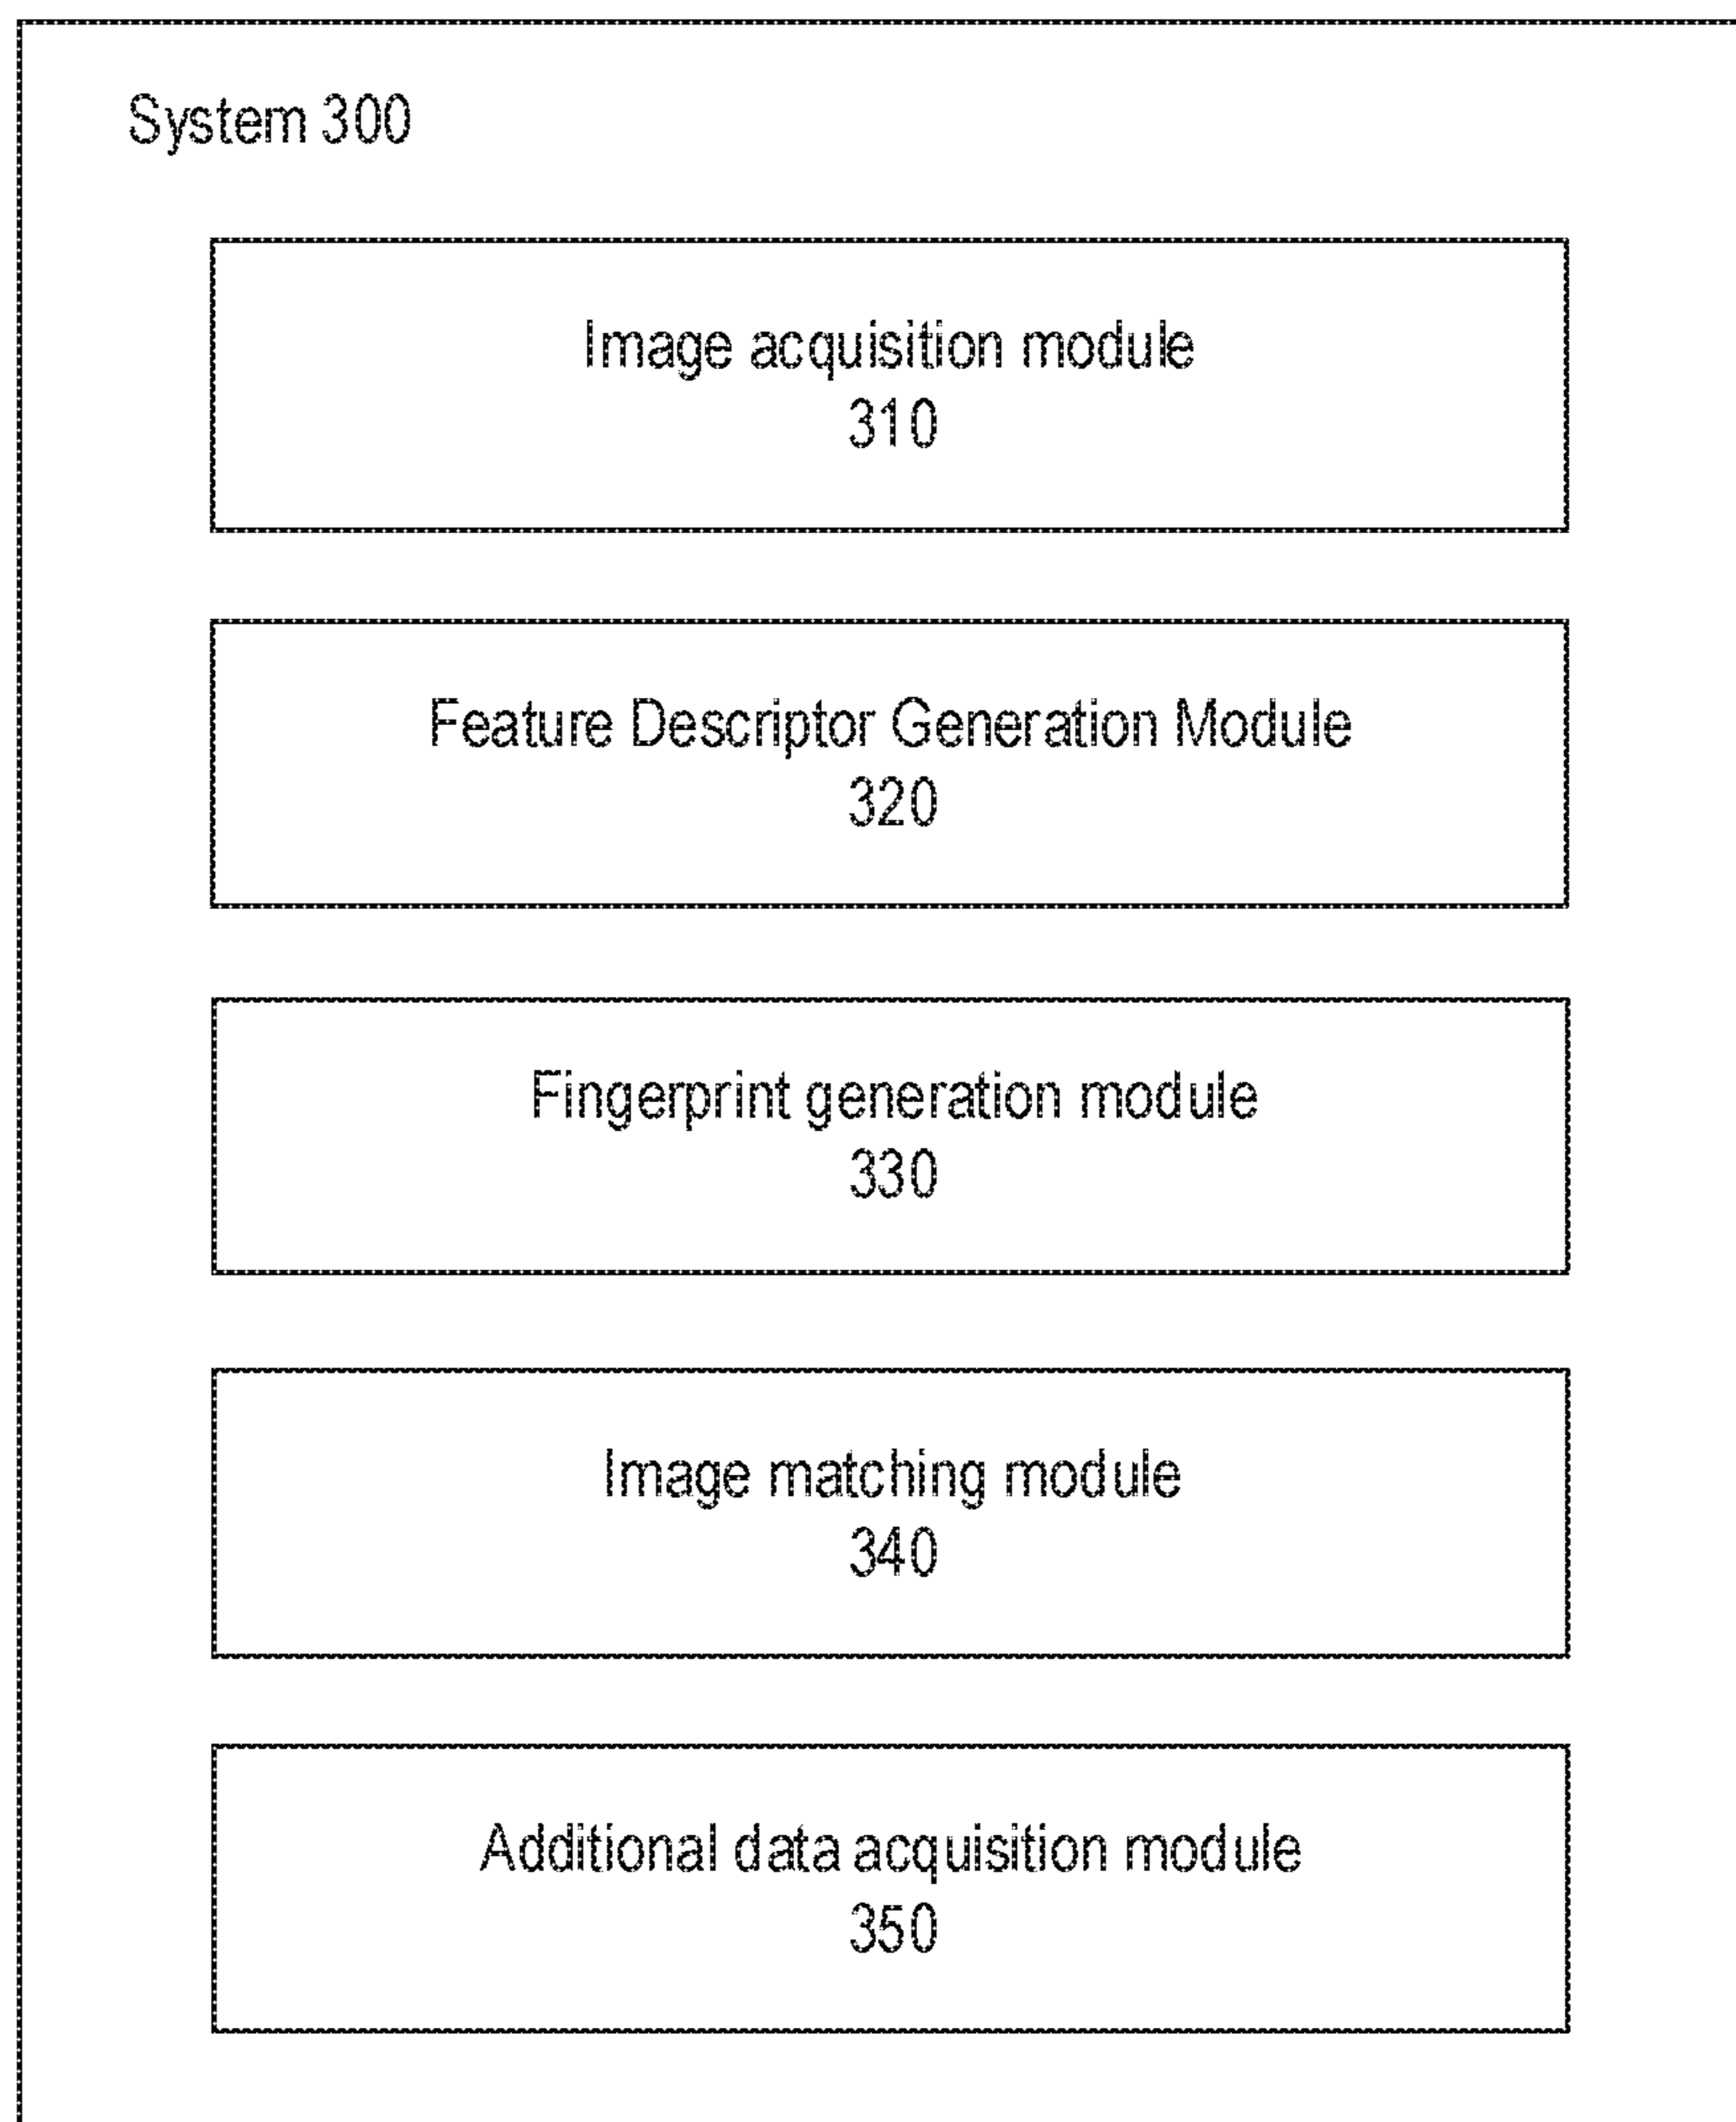 System 300
Image acquisition module
310
Feature Descriptor Generation Module
320
Fingerprint generation module
330
Image matching module
340
Additional data acquisition module
350